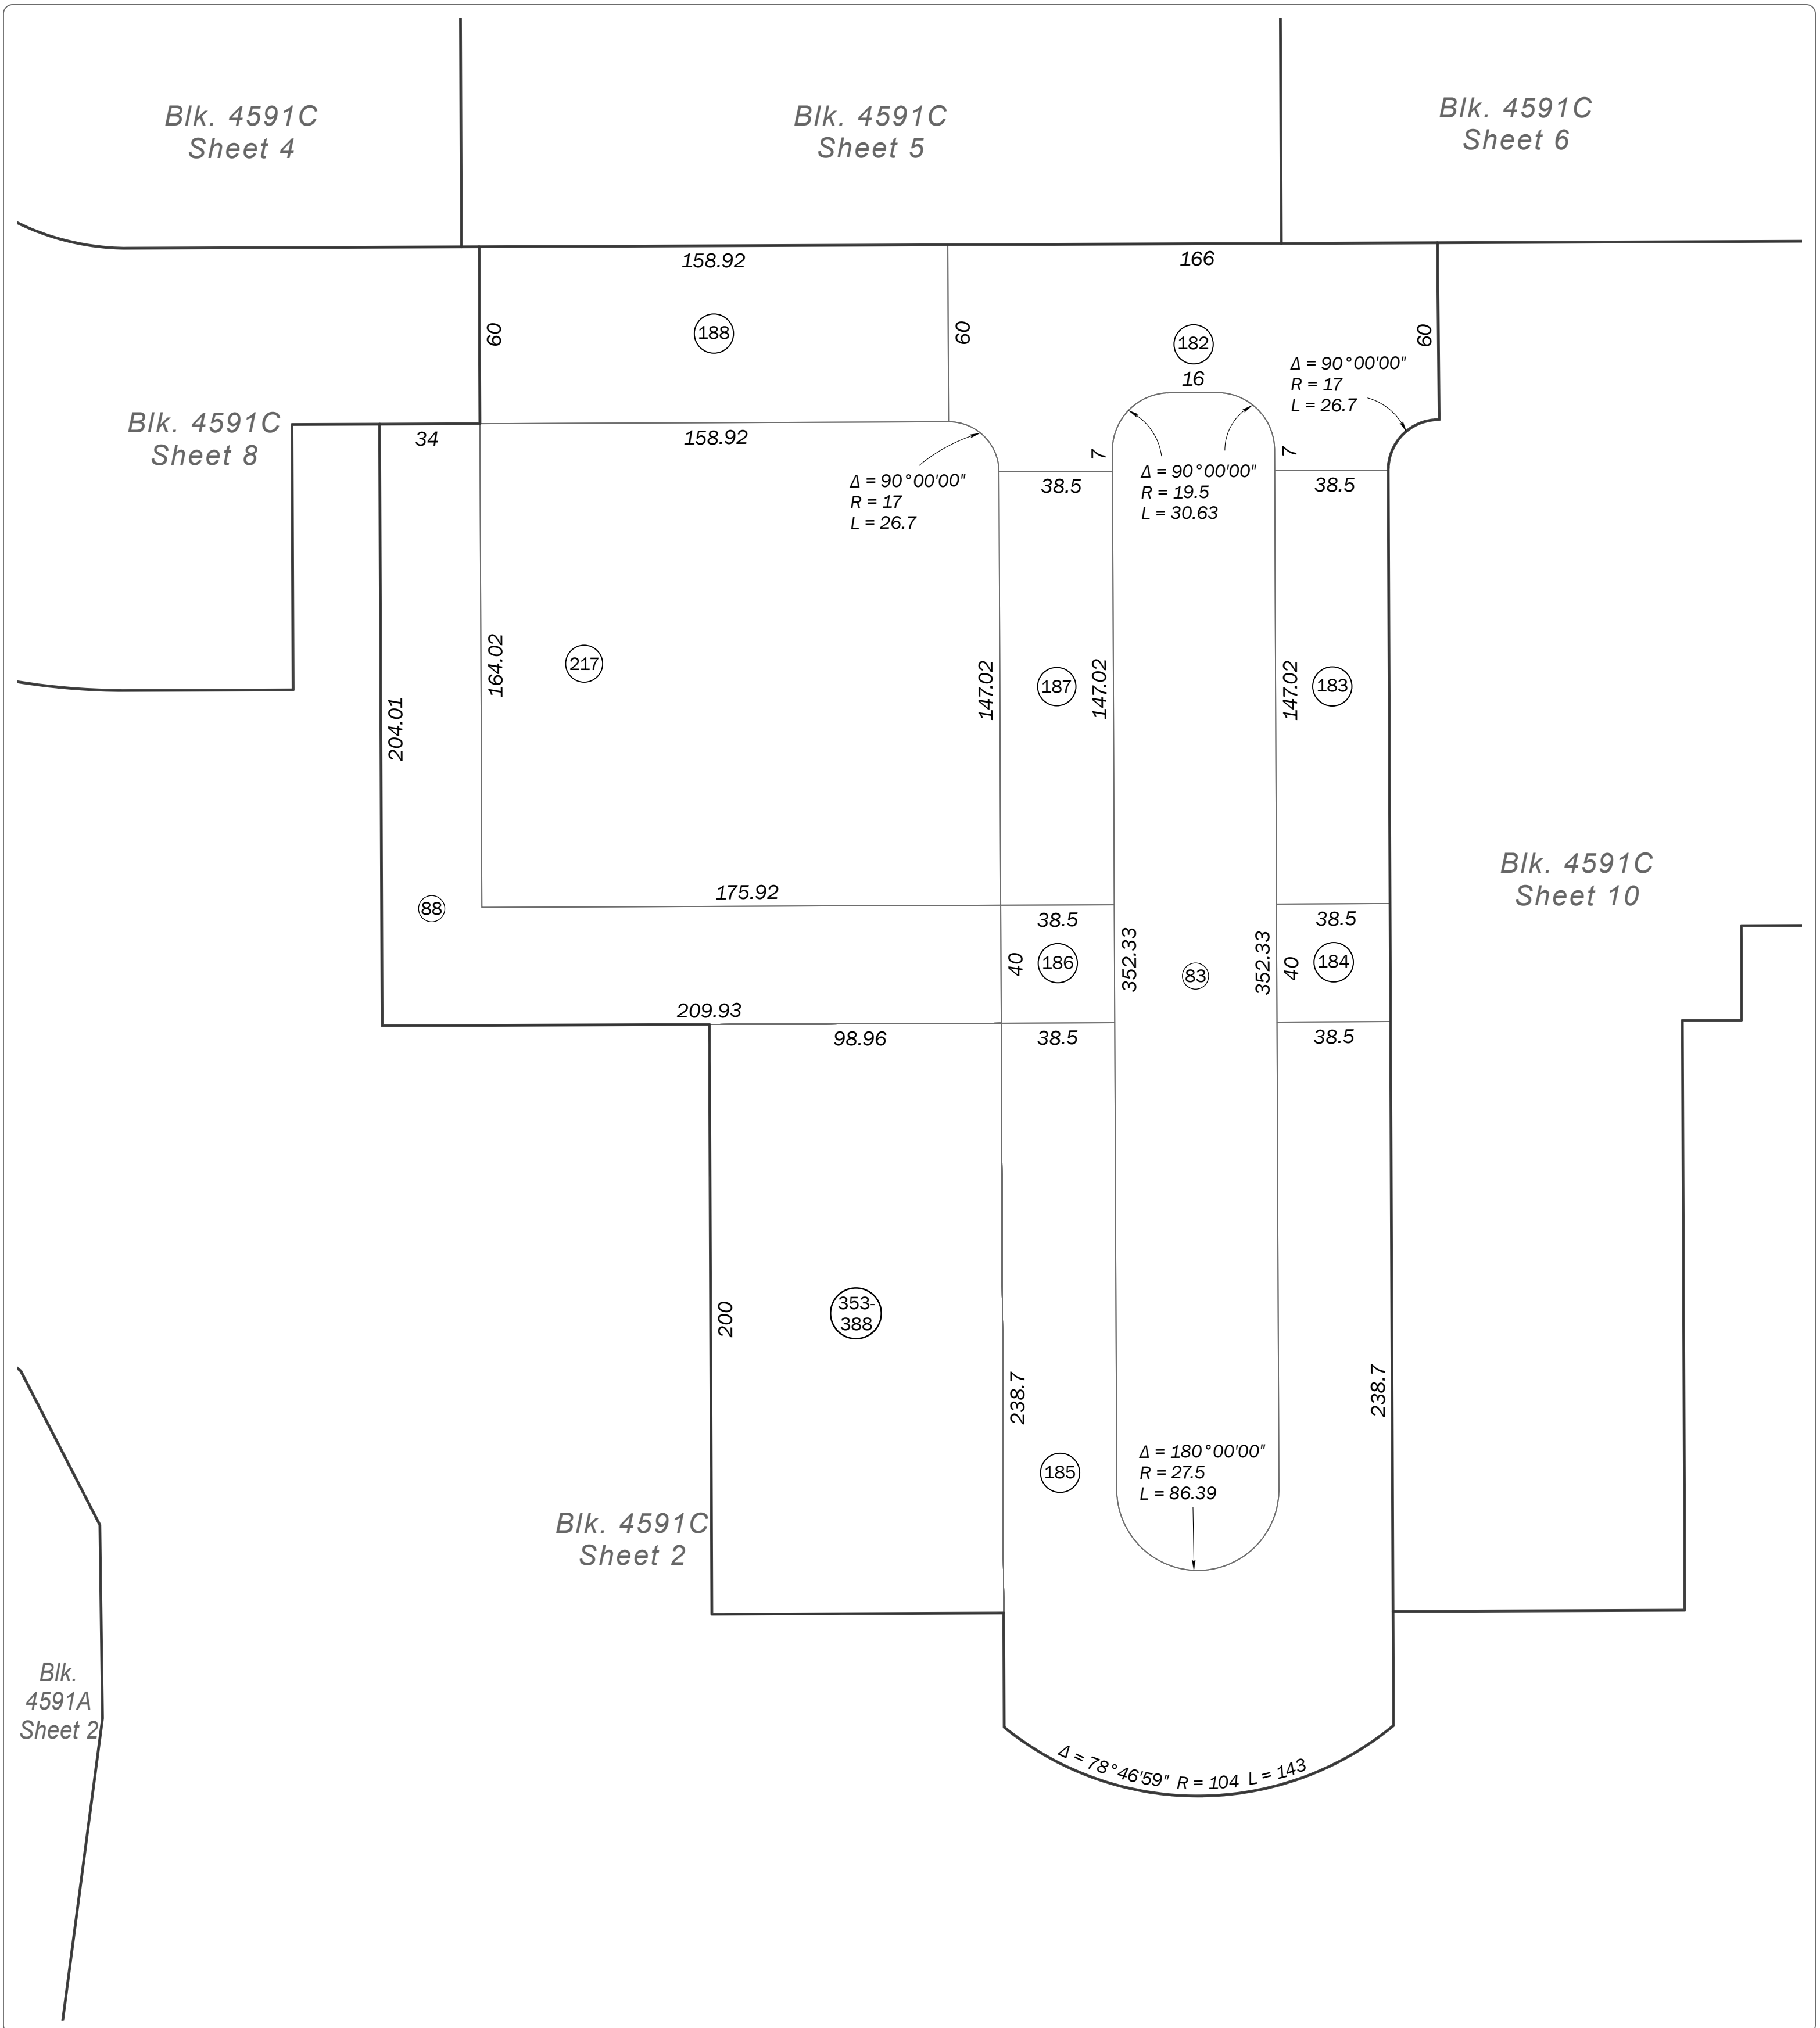 Blk. 4591C
Sheet 4
Blk. 4591C
Sheet 5
Blk. 4591C
Sheet 6
158.92
166
60
188
60
182
60
16
Δ = 90°00'00"
R = 17
L = 26.7
Blk. 4591C
Sheet 8
34
158.92
7
7
Δ = 90°00'00"
R = 17
L = 26.7
38.5
Δ = 90°00'00"
R = 19.5
L = 30.63
38.5
204.01
164.02
217
147.02
187
147.02
147.02
183
Blk. 4591C
Sheet 10
88
175.92
38.5
38.5
40
186
352.33
83
352.33
40
184
209.93
98.96
38.5
38.5
200
353-
388
238.7
238.7
185
Δ = 180°00'00"
R = 27.5
L = 86.39
Blk. 4591C
Sheet 2
Blk.
4591A
Sheet 2
Δ = 78°46'59" R = 104 L = 143